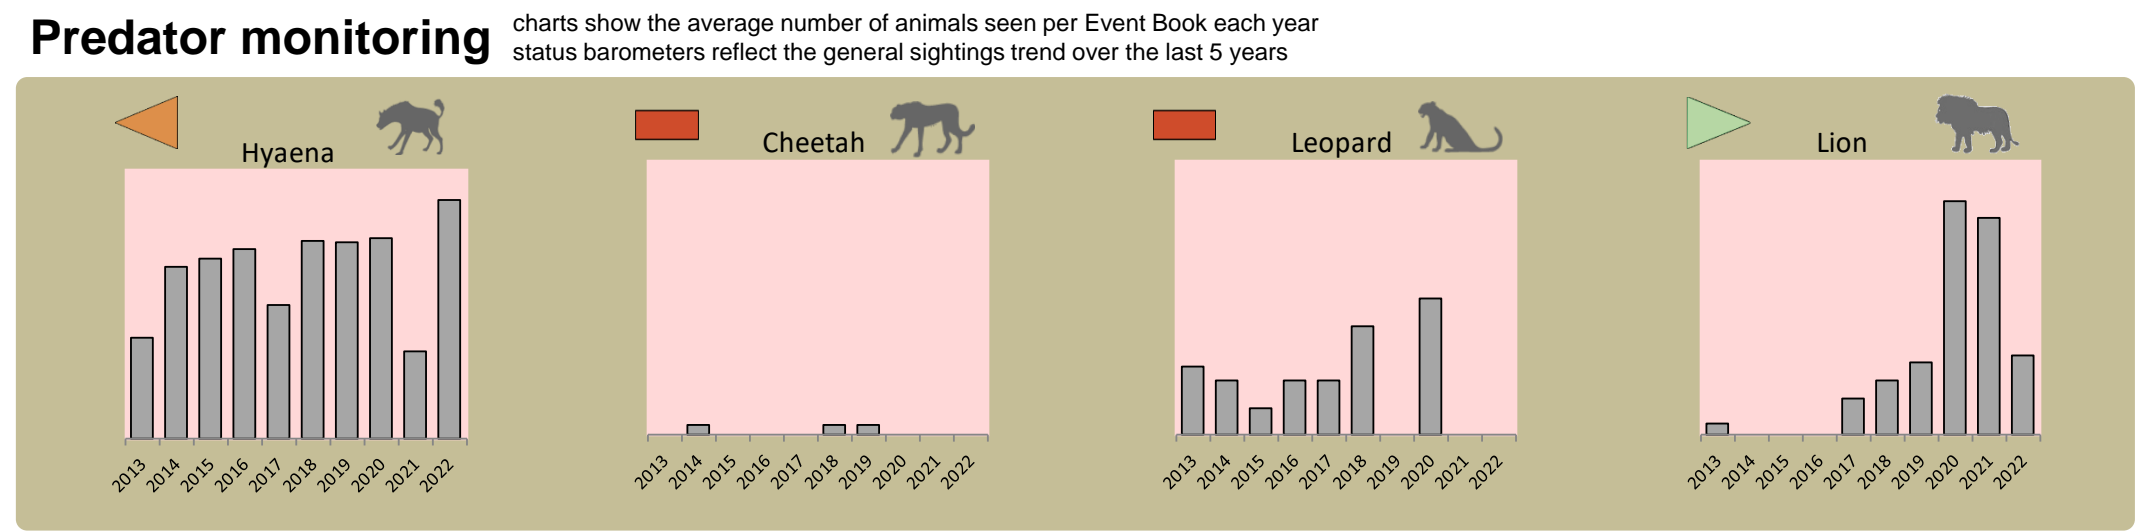 Predator monitoring
charts show the average number of animals seen per Event Book each year
status barometers reflect the general sightings trend over the last 5 years
Hyaena
2013 2014 2015 2016 2017 2018 2019 2020 2021 2022
Cheetah
2013 2014 2015 2016 2017 2018 2019 2020 2021 2022
Leopard
2013 2014 2015 2016 2017 2018 2019 2020 2021 2022
Lion
2013 2014 2015 2016 2017 2018 2019 2020 2021 2022